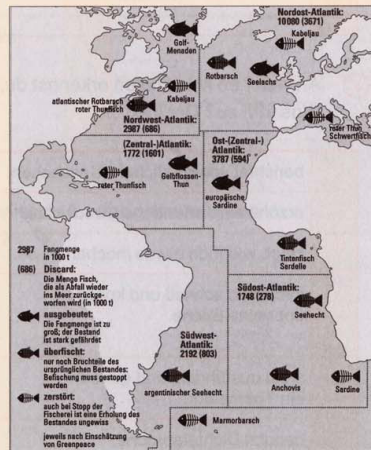 Nordost-Atlantik:
10080 (3671)
Kabeljau
Golf-
Monaden
Rotbarsch
Seelachs
Kabeljau
atlantischer Rotbarsch
roter Thunfisch
Nordwest-Atlantik:
2987 (686)
roter Thun
Schwertfisch
(Zentral-)Atlantik:
1772 (1601)
Ost-(Zentral-)
Atlantik:
3787 (594)
roter Thunfisch
Gelbflossen-
Thun
europäische
Sardine
2987 Fangmenge
in 1000 t
(686) Discard:
Die Menge Fisch,
die als Abfall wieder
ins Meer zurückge-
worfen wird (in 1000 t)
ausgebeutet:
Die Fangmenge ist zu
groß; der Bestand
ist stark gefährdet
überfischt:
nur noch Bruchteile des
ursprünglichen Bestandes:
Befischung muss gestoppt
werden
zerstört:
auch bei Stopp der
Fischerei ist eine Erholung des
Bestandes ungewiss
jeweils nach Einschätzung
von Greenpeace
Tintenfisch
Sardelle
Südost-Atlantik:
1748 (278)
Seehecht
Südwest-
Atlantik:
2192 (803)
argentinischer Seehecht
Anchovis
Sardine
Marmorbarsch